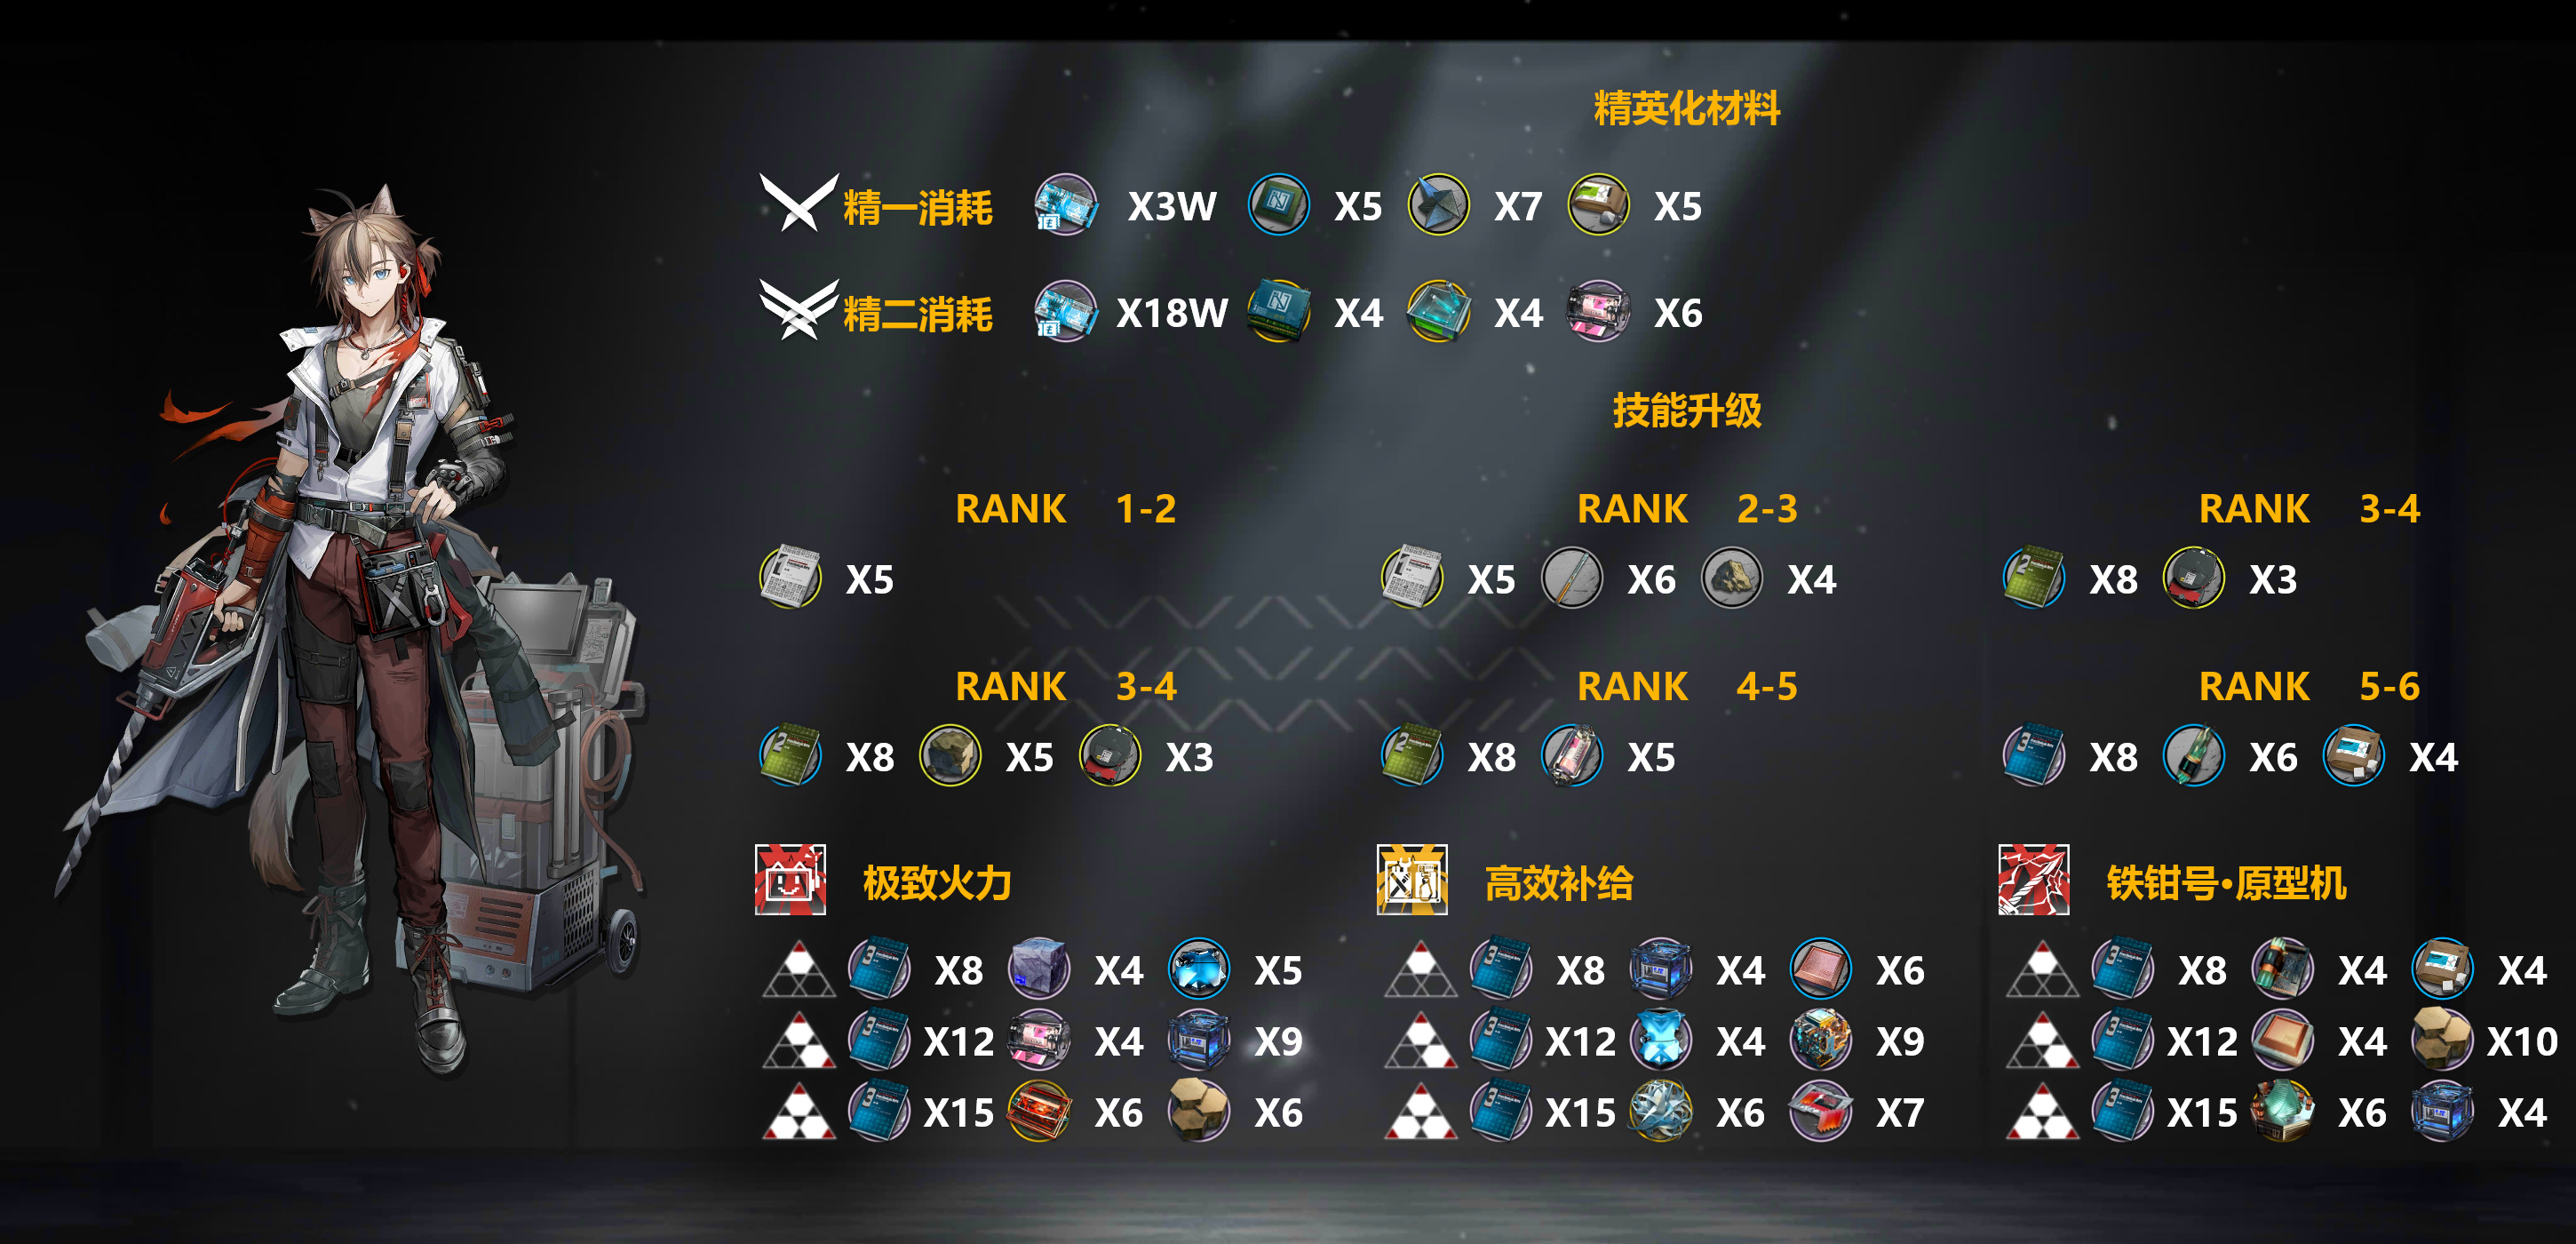 精英化材料
精一消耗 X3W X5 X7 X5
精二消耗 X18W X4 X4 X6
技能升级
RANK 1-2 RANK 2-3 RANK 3-4
X5 X5 X6 X4 X8 X3
RANK 3-4 RANK 4-5 RANK 5-6
X8 X5 X3 X8 X5 X8 X6 X4
极致火力 高效补给 铁钳号·原型机
X8 X4 X5 X8 X4 X6 X8 X4 X4
X12 X4 X9 X12 X4 X9 X12 X4 X10
X15 X6 X6 X15 X6 X7 X15 X6 X4